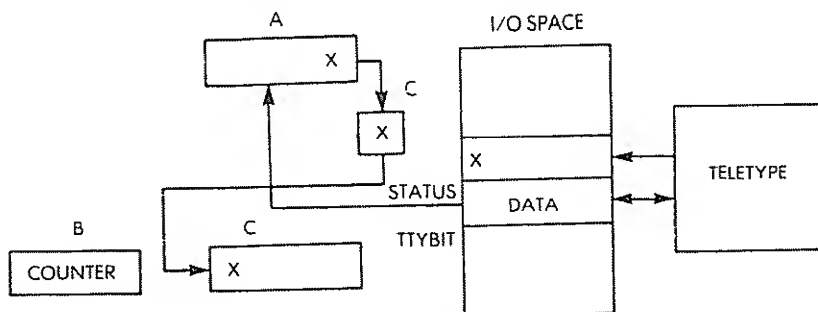 A
I/O SPACE
X
C
X
X
STATUS
DATA
TELETYPE
TTYBIT
B
C
COUNTER
X